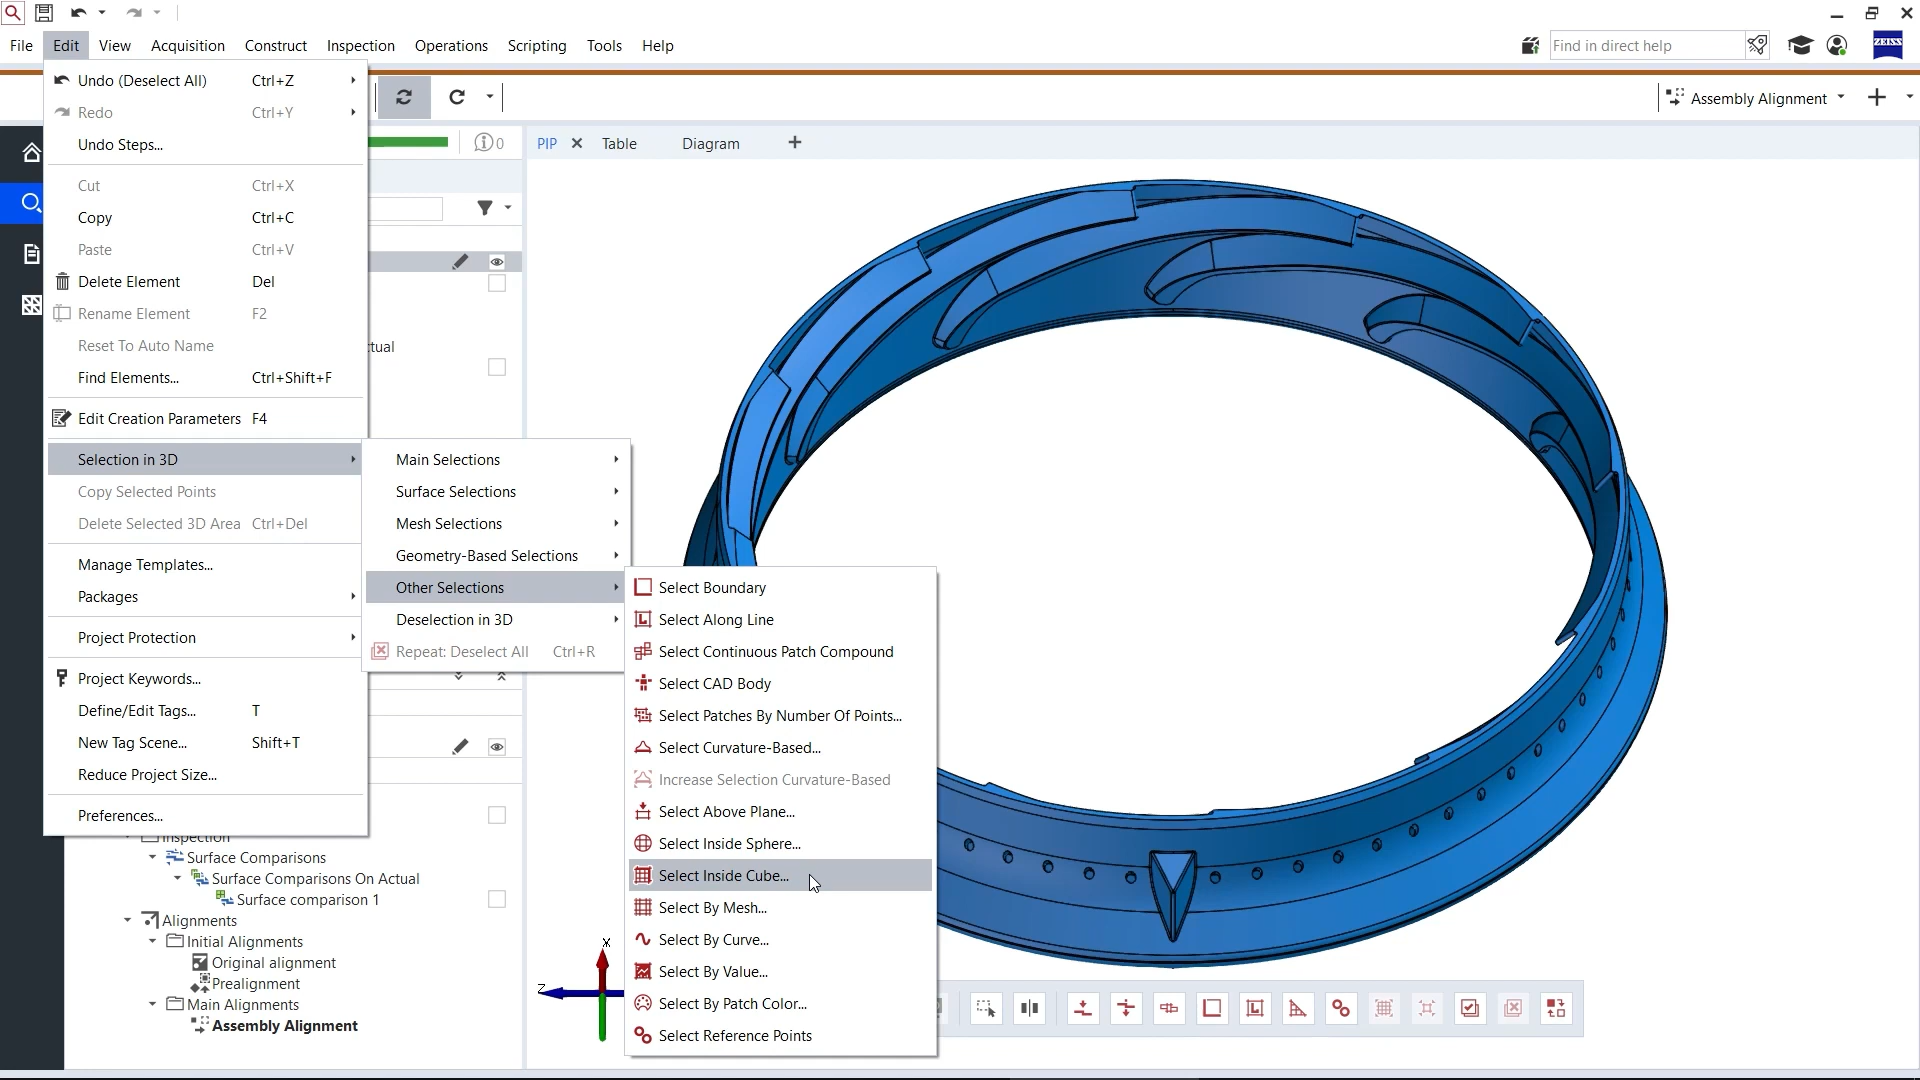 File Edit View Acquisition Construct Inspection Operations Scripting Tools Help
Find in direct help
ZEISS
Assembly Alignment
PIP Table Diagram
0
Undo (Deselect All) Ctrl+Z
Redo Ctrl+Y
Undo Steps...
Cut Ctrl+X
Copy Ctrl+C
Paste Ctrl+V
Delete Element Del
Rename Element F2
Reset To Auto Name
Find Elements... Ctrl+Shift+F
Edit Creation Parameters F4
Selection in 3D
Copy Selected Points
Delete Selected 3D Area Ctrl+Del
Manage Templates...
Packages
Project Protection
Project Keywords...
Define/Edit Tags... T
New Tag Scene... Shift+T
Reduce Project Size...
Preferences...
Main Selections
Surface Selections
Mesh Selections
Geometry-Based Selections
Other Selections
Deselection in 3D
Repeat: Deselect All Ctrl+R
Select Boundary
Select Along Line
Select Continuous Patch Compound
Select CAD Body
Select Patches By Number Of Points...
Select Curvature-Based...
Increase Selection Curvature-Based
Select Above Plane...
Select Inside Sphere...
Select Inside Cube...
Select By Mesh...
Select By Curve...
Select By Value...
Select By Patch Color...
Select Reference Points
Inspection
Surface Comparisons
Surface Comparisons On Actual
Surface comparison 1
Alignments
Initial Alignments
Original alignment
Prealignment
Main Alignments
Assembly Alignment
X
Z